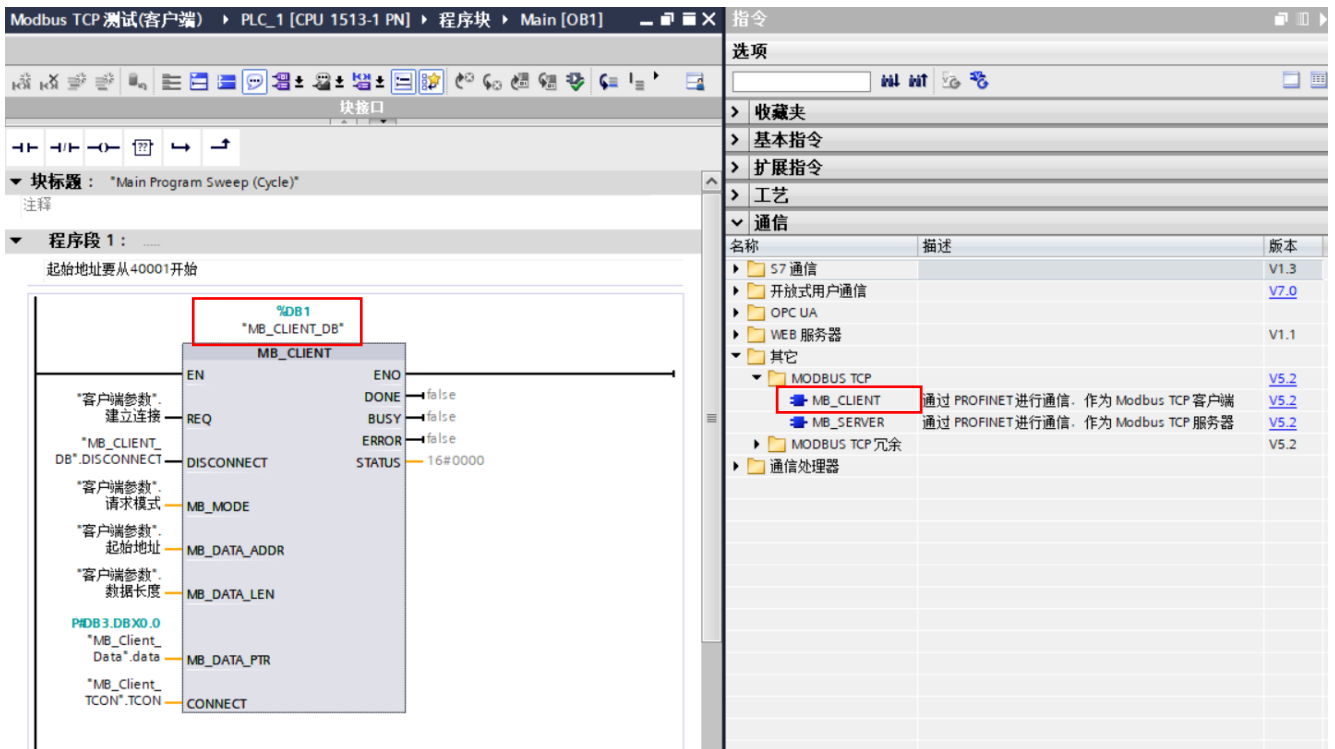 Modbus TCP 测试(客户端) ▸ PLC_1 [CPU 1513-1 PN] ▸ 程序块 ▸ Main [OB1]
块接口
??
块标题： "Main Program Sweep (Cycle)"
注释
程序段 1： .....
起始地址要从40001开始
%DB1
"MB_CLIENT_DB"
MB_CLIENT
EN
ENO
"客户端参数".
建立连接
REQ
DONE
false
BUSY
false
ERROR
false
"MB_CLIENT_
DB".DISCONNECT
DISCONNECT
STATUS
16#0000
"客户端参数".
请求模式
MB_MODE
"客户端参数".
起始地址
MB_DATA_ADDR
"客户端参数".
数据长度
MB_DATA_LEN
P#DB3.DBX0.0
"MB_Client_
Data".data
MB_DATA_PTR
"MB_Client_
TCON".TCON
CONNECT
指令
选项
收藏夹
基本指令
扩展指令
工艺
通信
名称 描述 版本
S7 通信 V1.3
开放式用户通信 V7.0
OPC UA
WEB 服务器 V1.1
其它
MODBUS TCP V5.2
MB_CLIENT 通过 PROFINET 进行通信，作为 Modbus TCP 客户端 V5.2
MB_SERVER 通过 PROFINET 进行通信，作为 Modbus TCP 服务器 V5.2
MODBUS TCP 冗余 V5.2
通信处理器